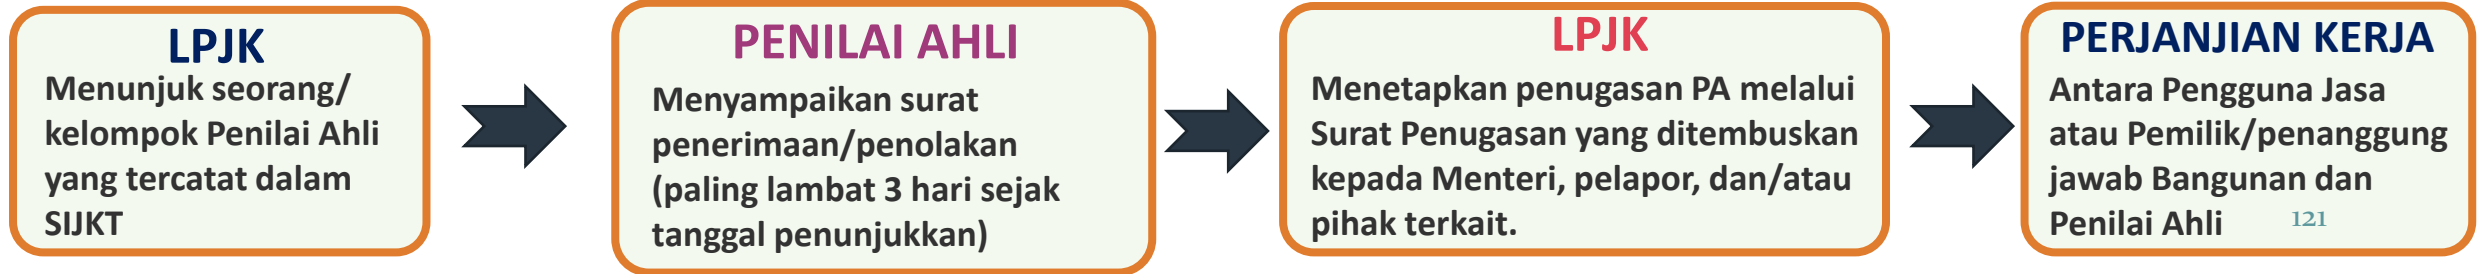 LPJK
Menunjuk seorang/
kelompok Penilai Ahli
yang tercatat dalam
SIJKT
PENILAI AHLI
Menyampaikan surat
penerimaan/penolakan
(paling lambat 3 hari sejak
tanggal penunjukkan)
LPJK
Menetapkan penugasan PA melalui
Surat Penugasan yang ditembuskan
kepada Menteri, pelapor, dan/atau
pihak terkait.
PERJANJIAN KERJA
Antara Pengguna Jasa
atau Pemilik/penanggung
jawab Bangunan dan
Penilai Ahli 121